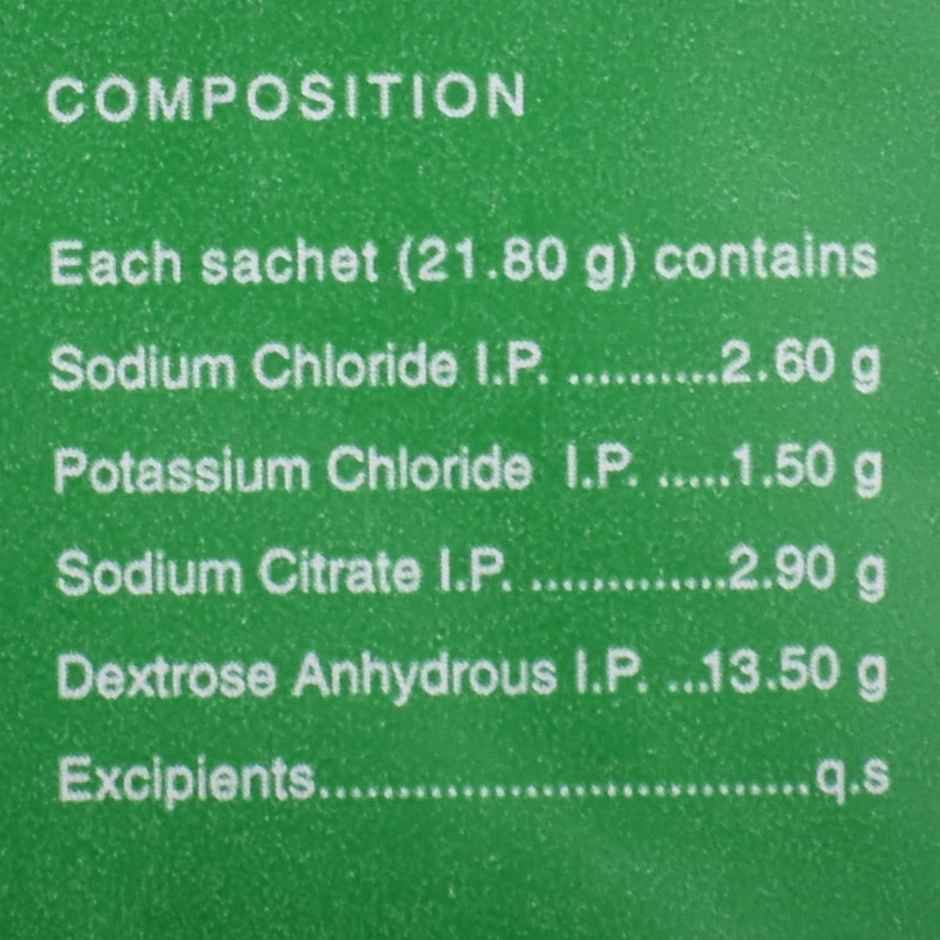 COMPOSITION
Each sachet (21.80 g) contains
Sodium Chloride I.P. ..........2.60 g
Potassium Chloride I.P. .....1.50 g
Sodium Citrate I.P. .............2.90 g
Dextrose Anhydrous I.P. ...13.50 g
Excipients................................q.s